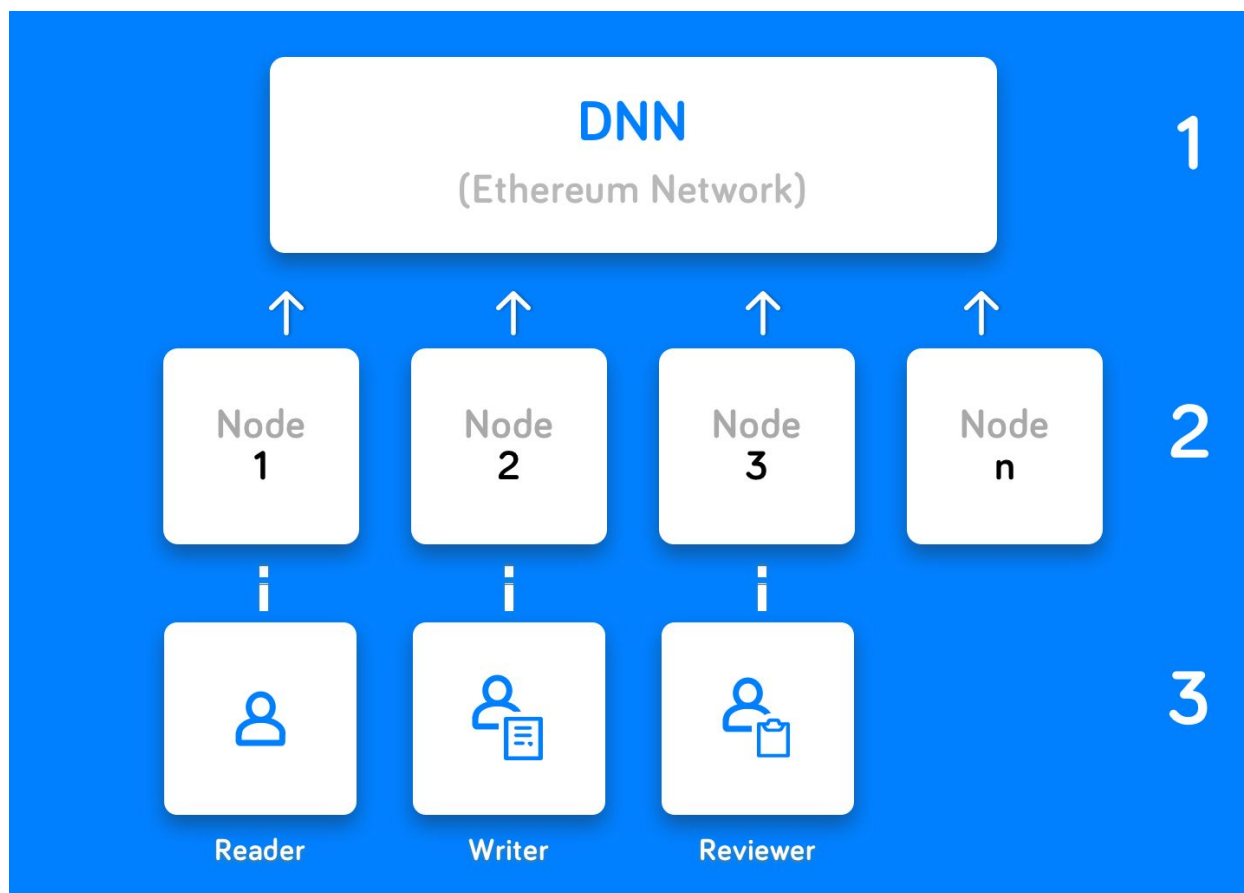 DNN
(Ethereum Network)
1
Node
1
Node
2
Node
3
Node
n
2
3
Reader
Writer
Reviewer